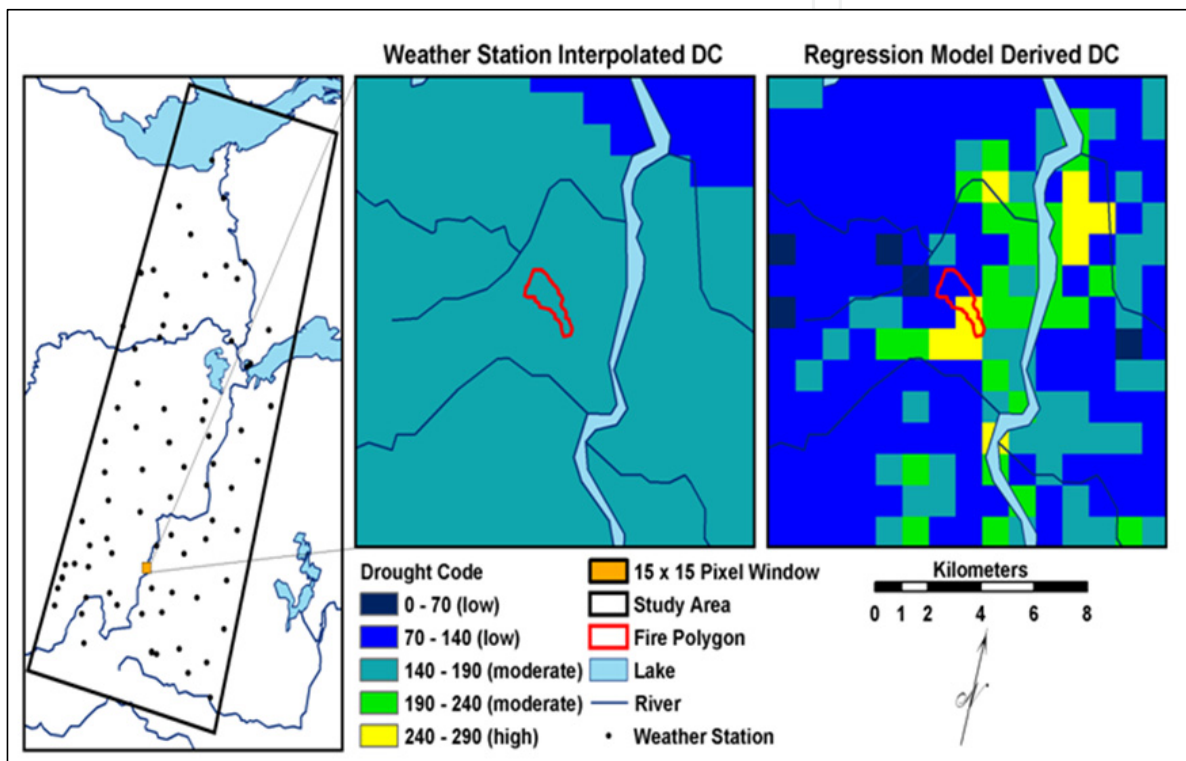 Weather Station Interpolated DC
Regression Model Derived DC
Drought Code
0 - 70 (low)
70 - 140 (low)
140 - 190 (moderate)
190 - 240 (moderate)
240 - 290 (high)
15 x 15 Pixel Window
Study Area
Fire Polygon
Lake
River
Weather Station
Kilometers
0 1 2 4 6 8